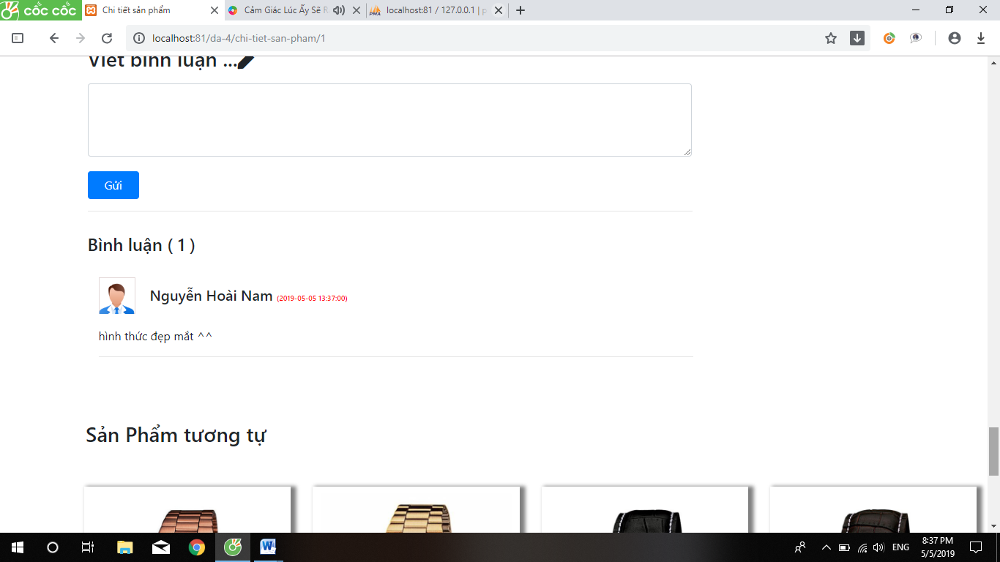 cốc cốc
Chi tiết sản phẩm
Cảm Giác Lúc Ấy Sẽ R
localhost:81 / 127.0.0.1 | p
localhost:81/da-4/chi-tiet-san-pham/1
Viết bình luận ...
Gửi
Bình luận ( 1 )
Nguyễn Hoài Nam (2019-05-05 13:37:00)
hình thức đẹp mắt ^^
Sản Phẩm tương tự
ENG
8:37 PM
5/5/2019